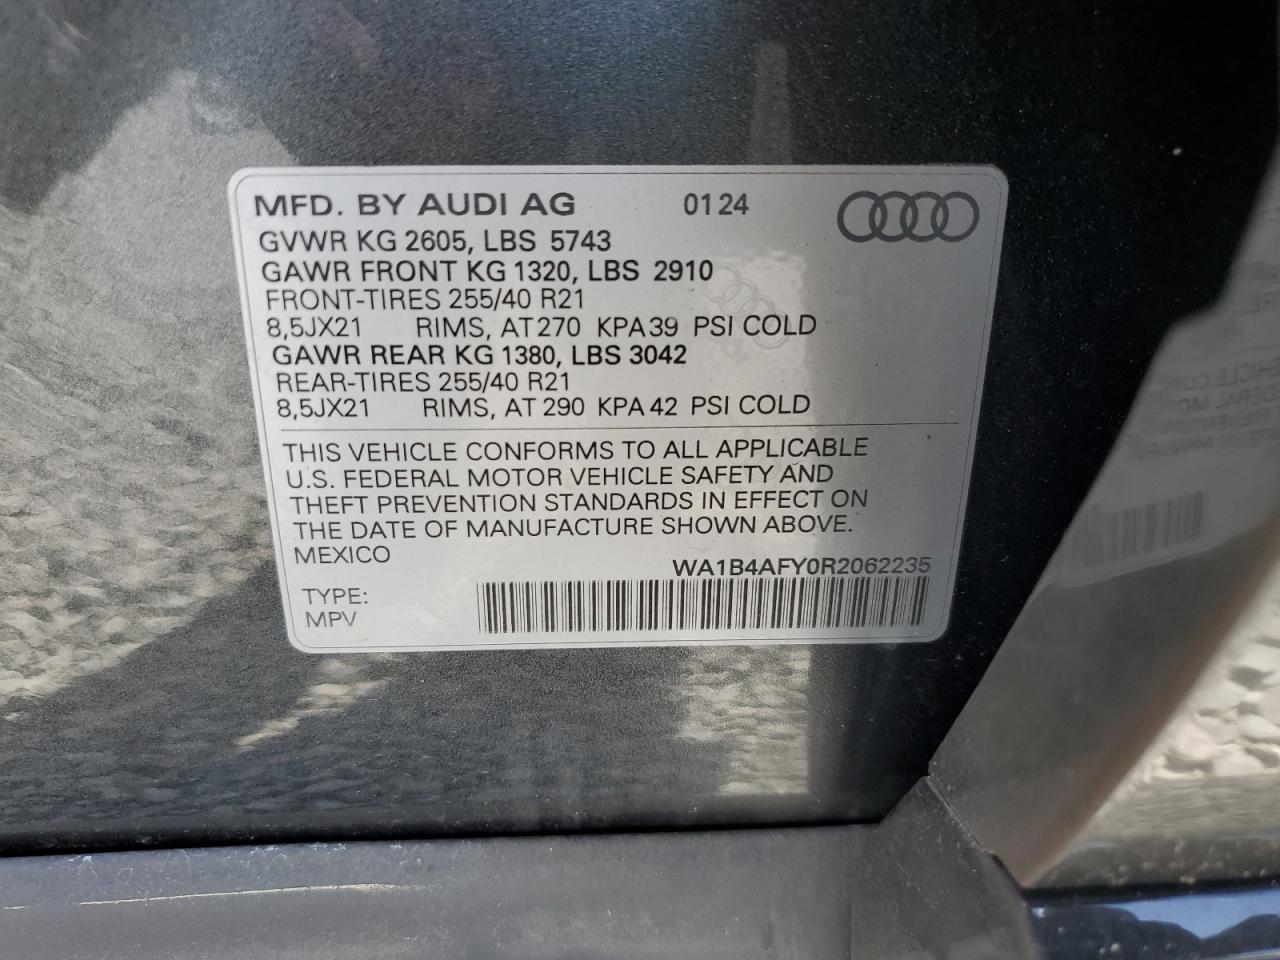 MFD. BY AUDI AG 01 24
GVWR KG 2605, LBS 5743
GAWR FRONT KG 1320, LBS 2910
FRONT-TIRES 255/40 R21
8,5JX21 RIMS, AT 270 KPA 39 PSI COLD
GAWR REAR KG 1380, LBS 3042
REAR-TIRES 255/40 R21
8,5JX21 RIMS, AT 290 KPA 42 PSI COLD
THIS VEHICLE CONFORMS TO ALL APPLICABLE
U.S. FEDERAL MOTOR VEHICLE SAFETY AND
THEFT PREVENTION STANDARDS IN EFFECT ON
THE DATE OF MANUFACTURE SHOWN ABOVE.
MEXICO
WA1B4AFY0R2062235
TYPE:
MPV